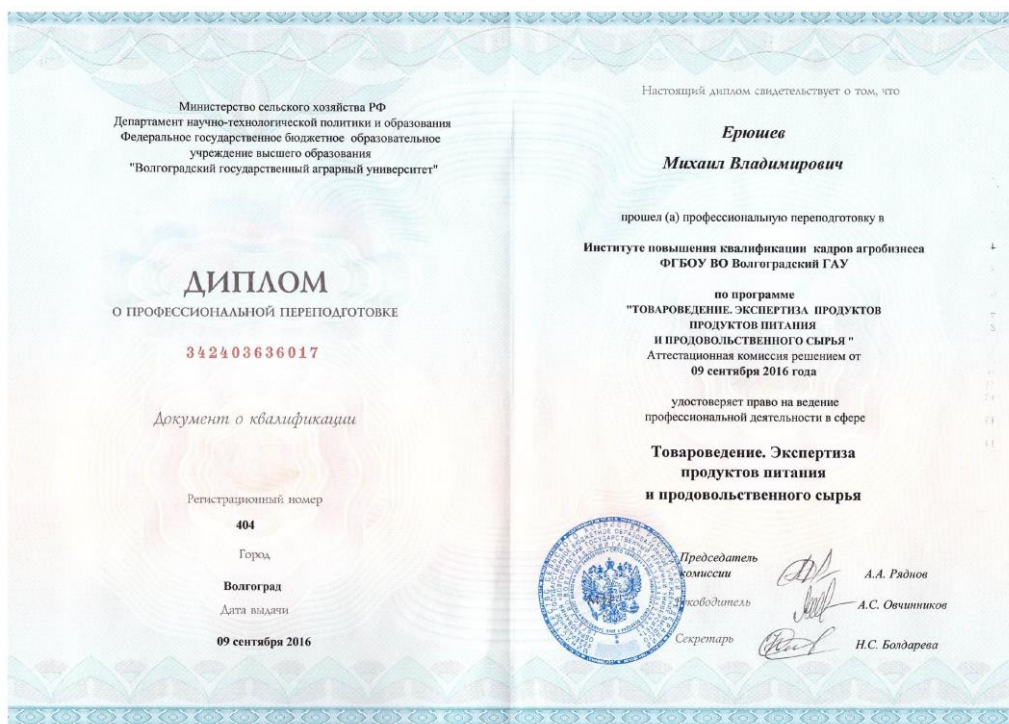 Министерство сельского хозяйства РФ
Департамент научно-технологической политики и образования
Федеральное государственное бюджетное образовательное
учреждение высшего образования
"Волгоградский государственный аграрный университет"
ДИПЛОМ
О ПРОФЕССИОНАЛЬНОЙ ПЕРЕПОДГОТОВКЕ
342403636017
Документ о квалификации
Регистрационный номер
404
Город
Волгоград
Дата выдачи
09 сентября 2016
Настоящий диплом свидетельствует о том, что
Ерюшев
Михаил Владимирович
прошел (а) профессиональную переподготовку в
Институте повышения квалификации кадров агробизнеса
ФГБОУ ВО Волгоградский ГАУ
по программе
"ТОВАРОВЕДЕНИЕ. ЭКСПЕРТИЗА ПРОДУКТОВ
ПРОДУКТОВ ПИТАНИЯ
И ПРОДОВОЛЬСТВЕННОГО СЫРЬЯ "
Аттестационная комиссия решением от
09 сентября 2016 года
удостоверяет право на ведение
профессиональной деятельности в сфере
Товароведение. Экспертиза
продуктов питания
и продовольственного сырья
Председатель
комиссии
А.А. Ряднов
Руководитель
А.С. Овчинников
Секретарь
Н.С. Болдарева